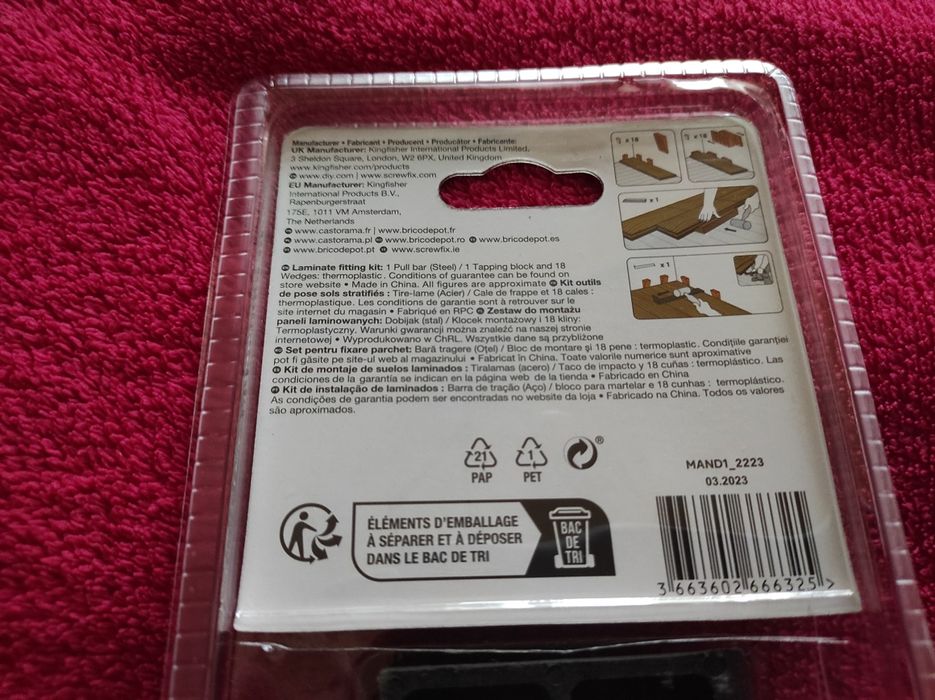 Manufacturer • Fabricant • Producent • Producător • Fabricante:
UK Manufacturer: Kingfisher International Products Limited,
3 Sheldon Square, London, W2 6PX, United Kingdom
www.kingfisher.com/products
www.diy.com | www.screwfix.com
EU Manufacturer: Kingfisher
International Products B.V.,
Rapenburgerstraat
175E, 1011 VM Amsterdam,
The Netherlands
www.castorama.fr | www.bricodepot.fr
www.castorama.pl www.bricodepot.ro www.bricodepot.es
www.bricodepot.pt www.screwfix.ie
x 18
x 18
x 1
x 1
Laminate fitting kit: 1 Pull bar (Steel) / 1 Tapping block and 18
Wedges: thermoplastic. Conditions of guarantee can be found on
store website • Made in China. All figures are approximate Kit outils
de pose sols stratifiés : Tire-lame (Acier) / Cale de frappe et 18 cales :
thermoplastique. Les conditions de garantie sont à retrouver sur le
site internet du magasin • Fabriqué en RPC Zestaw do montażu
paneli laminowanych: Dobijak (stal) / Klocek montażowy i 18 kliny:
Termoplastyczny. Warunki gwarancji można znaleźć na naszej stronie
internetowej • Wyprodukowano w ChRL. Wszystkie dane są przybliżone
Set pentru fixare parchet: Bară tragere (Oțel) / Bloc de montare și 18 pene : termoplastic. Condițiile garanției
pot fi găsite pe site-ul web al magazinului • Fabricat în China. Toate valorile numerice sunt aproximative
Kit de montaje de suelos laminados : Tiralamas (acero) / Taco de impacto y 18 cuñas : termoplástico. Las
condiciones de la garantía se indican en la página web de la tienda • Fabricado en China
Kit de instalação de laminados : Barra de tração (Aço) / bloco para martelar e 18 cunhas : termoplástico.
As condições de garantia podem ser encontradas no website da loja • Fabricado na China. Todos os valores
são aproximados.
21
PAP
1
PET
®
MAND1_2223
03.2023
ÉLÉMENTS D'EMBALLAGE
À SÉPARER ET À DÉPOSER
DANS LE BAC DE TRI
BAC
DE
TRI
3 663602 666325 >